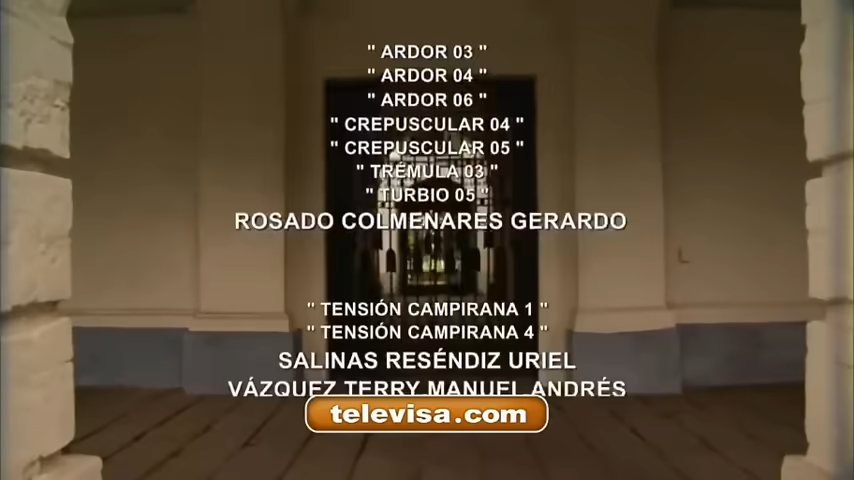 " ARDOR 03 "
" ARDOR 04 "
" ARDOR 06 "
" CREPUSCULAR 04 "
" CREPUSCULAR 05 "
" TRÉMULA 03 "
" TURBIO 05 "
ROSADO COLMENARES GERARDO
" TENSIÓN CAMPIRANA 1 "
" TENSIÓN CAMPIRANA 4 "
SALINAS RESÉNDIZ URIEL
VÁZQUEZ TERRY MANUEL ANDRÉS
televisa.com